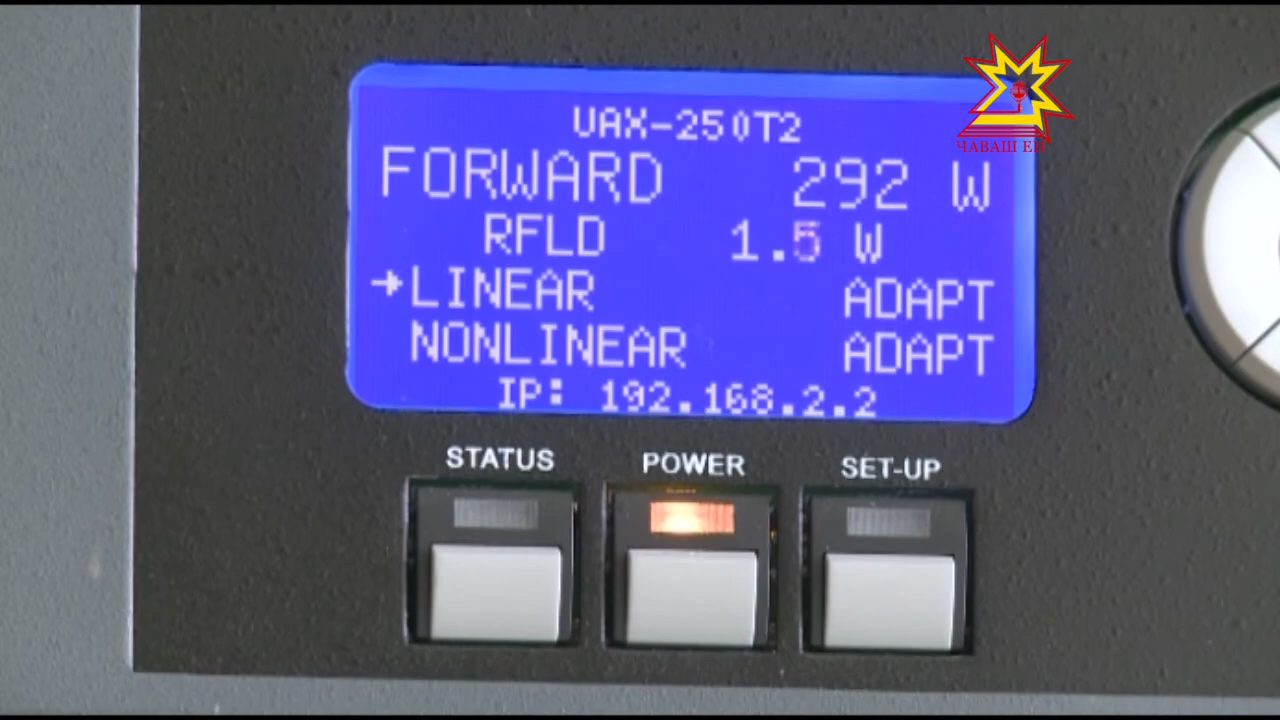 UAX-250T2
FORWARD 292 W
RFLD 1.5 W
→LINEAR ADAPT
NONLINEAR ADAPT
IP: 192.168.2.2
STATUS POWER SET-UP
ЧĂВАШ ЕН